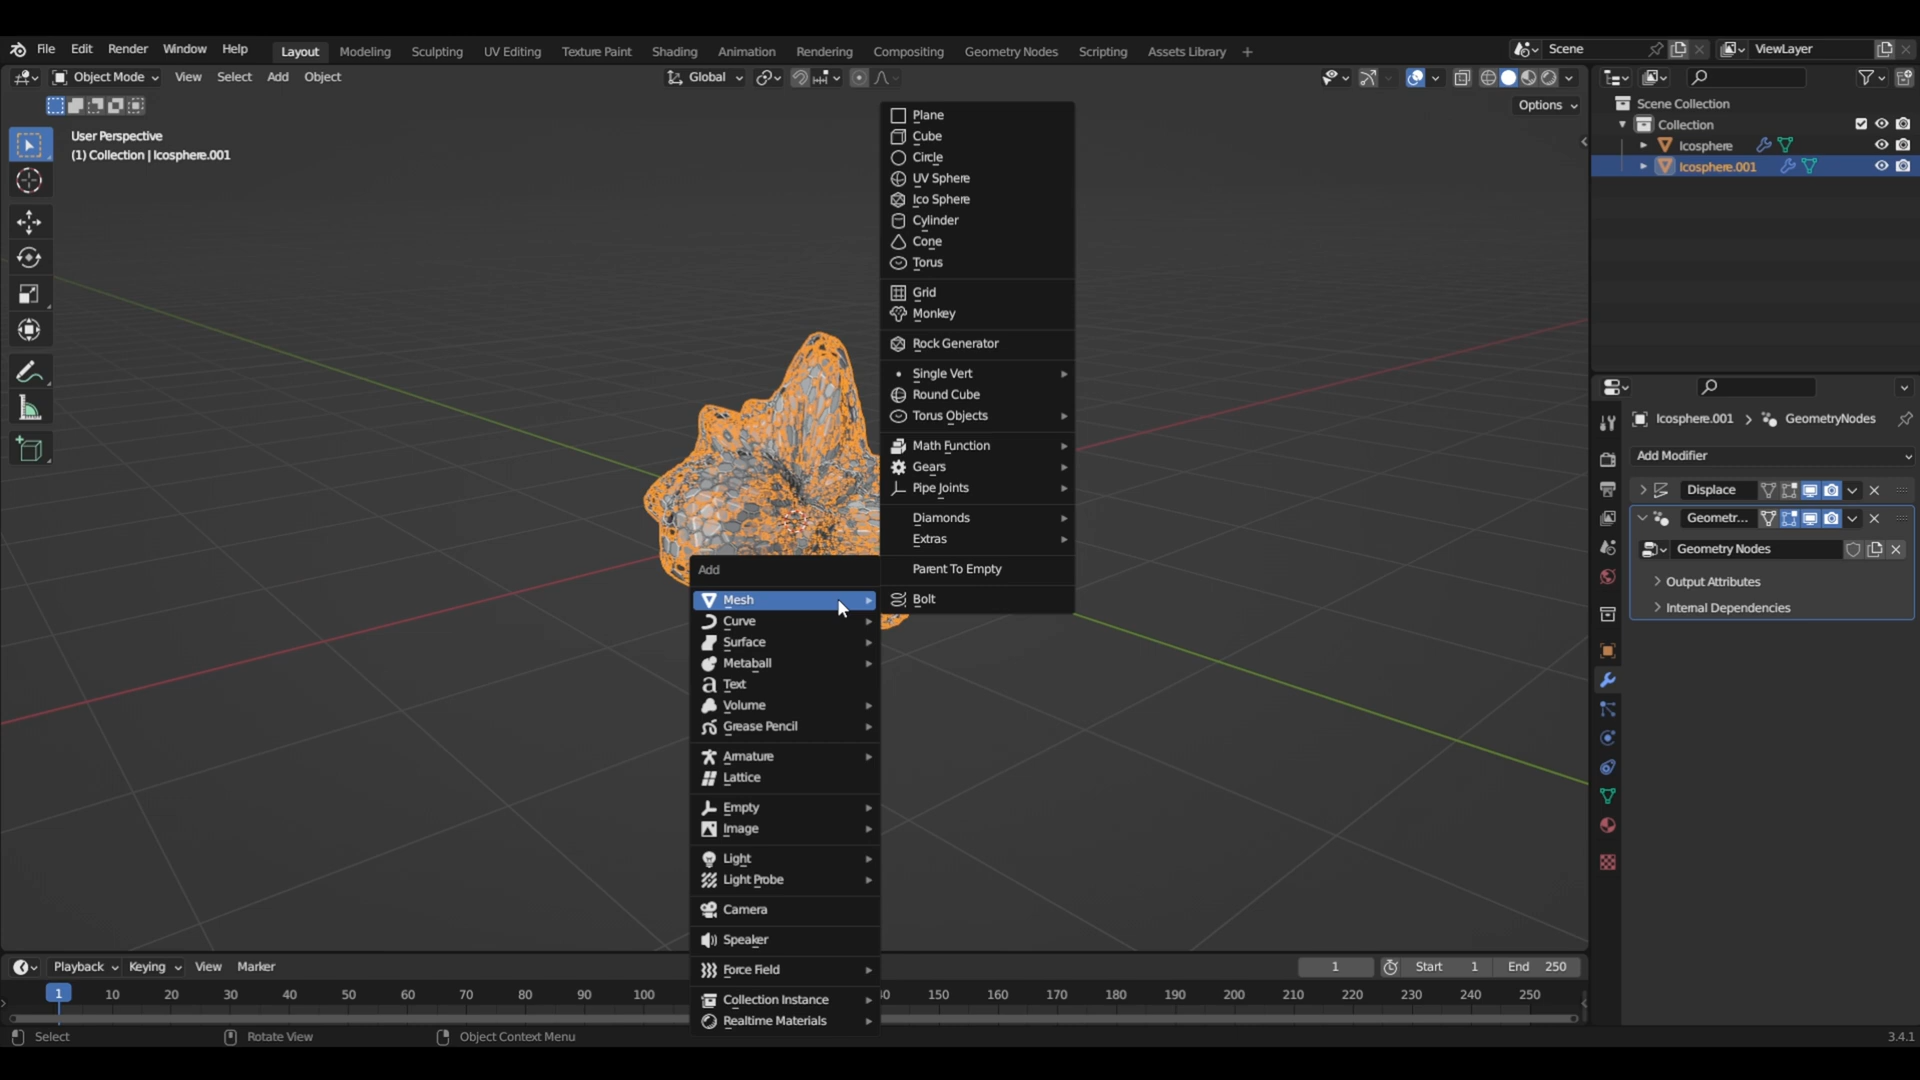 File Edit Render Window Help Layout Modeling Sculpting UV Editing Texture Paint Shading Animation Rendering Compositing Geometry Nodes Scripting Assets Library + Scene ViewLayer
Object Mode View Select Add Object Global
Options
User Perspective
(1) Collection | Icosphere.001
Plane
Cube
Circle
UV Sphere
Ico Sphere
Cylinder
Cone
Torus
Grid
Monkey
Rock Generator
Single Vert
Round Cube
Torus Objects
Math Function
Gears
Pipe Joints
Diamonds
Extras
Parent To Empty
Bolt
Add
Mesh
Curve
Surface
Metaball
Text
Volume
Grease Pencil
Armature
Lattice
Empty
Image
Light
Light Probe
Camera
Speaker
Force Field
Collection Instance
Realtime Materials
Scene Collection
Collection
Icosphere
Icosphere.001
Icosphere.001 > GeometryNodes
Add Modifier
Displace
Geometr...
Geometry Nodes
Output Attributes
Internal Dependencies
Playback Keying View Marker 1 Start 1 End 250
1 10 20 30 40 50 60 70 80 90 100 150 160 170 180 190 200 210 220 230 240 250
Select Rotate View Object Context Menu 3.4.1